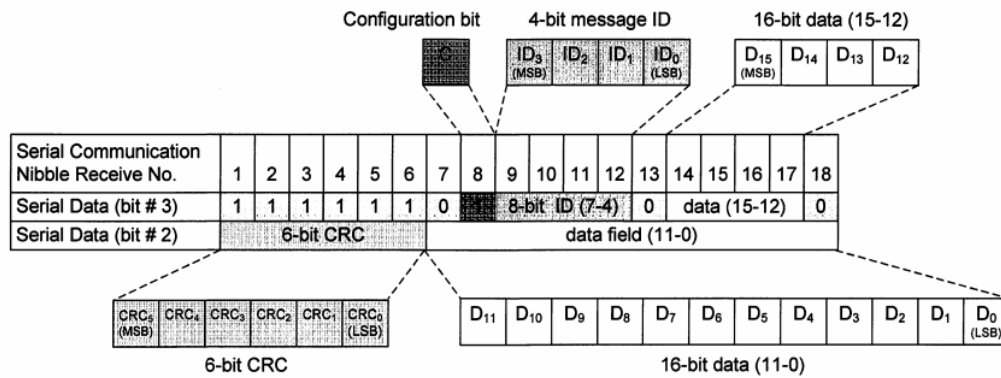 Configuration bit 4-bit message ID 16-bit data (15-12)
C ID3 ID2 ID1 ID0 D15 D14 D13 D12
(MSB) (LSB) (MSB)
Serial Communication
Nibble Receive No. 1 2 3 4 5 6 7 8 9 10 11 12 13 14 15 16 17 18
Serial Data (bit # 3) 1 1 1 1 1 1 0 1 8-bit ID (7-4) 0 data (15-12) 0
Serial Data (bit # 2) 6-bit CRC data field (11-0)
CRC5 CRC4 CRC3 CRC2 CRC1 CRC0 D11 D10 D9 D8 D7 D6 D5 D4 D3 D2 D1 D0
(MSB) (LSB) (LSB)
6-bit CRC 16-bit data (11-0)